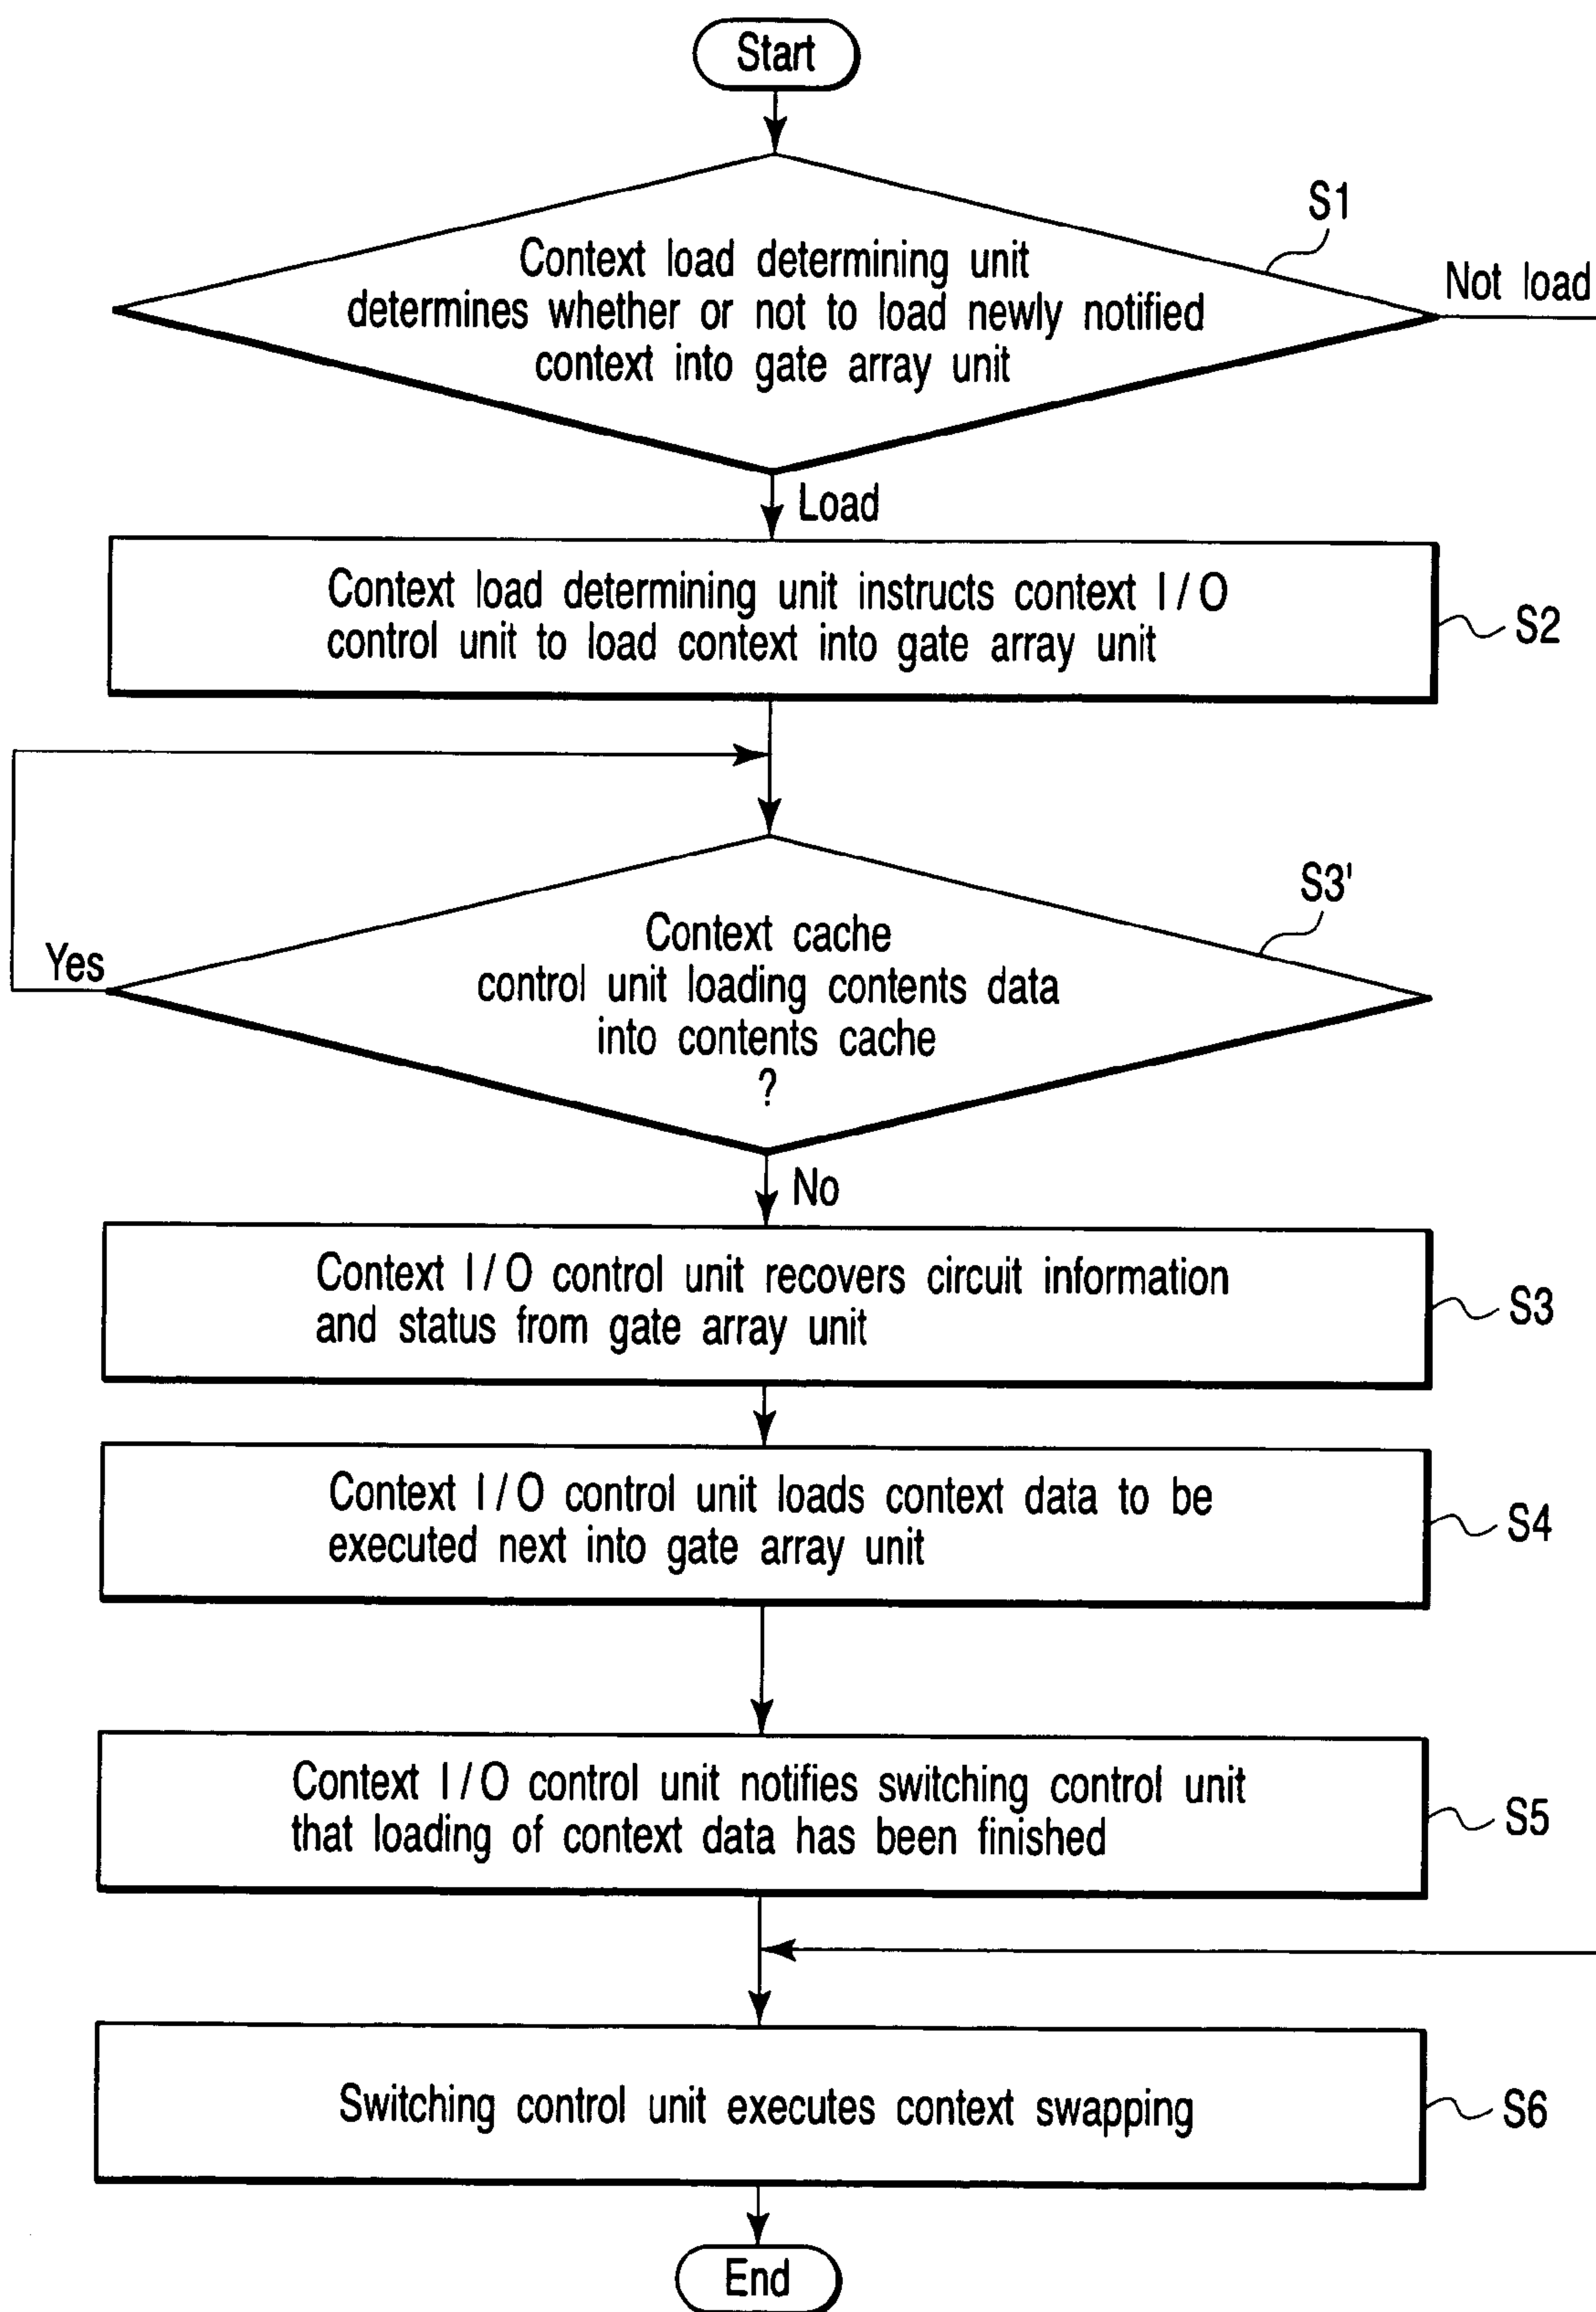 Start
S1
Context load determining unit
determines whether or not to load newly notified
context into gate array unit
Not load
Load
Context load determining unit instructs context I/O
control unit to load context into gate array unit
S2
S3'
Yes
Context cache
control unit loading contents data
into contents cache
?
No
Context I/O control unit recovers circuit information
and status from gate array unit
S3
Context I/O control unit loads context data to be
executed next into gate array unit
S4
Context I/O control unit notifies switching control unit
that loading of context data has been finished
S5
Switching control unit executes context swapping
S6
End